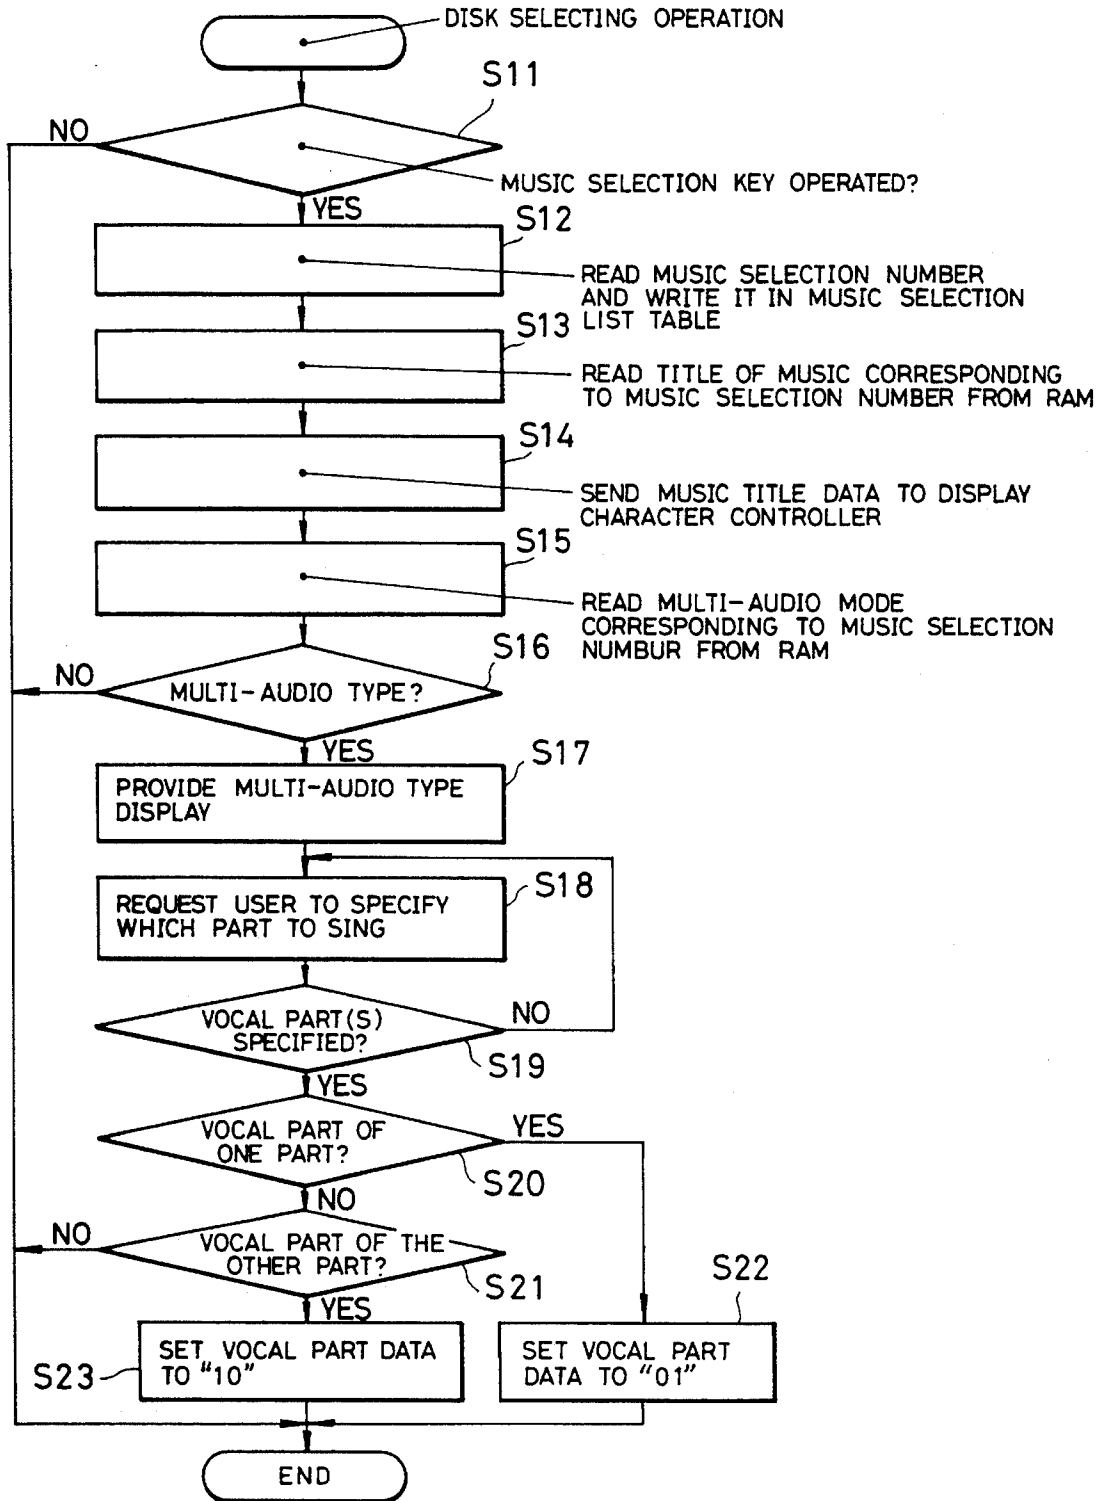 DISK SELECTING OPERATION
S11
NO
MUSIC SELECTION KEY OPERATED?
YES
S12
READ MUSIC SELECTION NUMBER
AND WRITE IT IN MUSIC SELECTION
LIST TABLE
S13
READ TITLE OF MUSIC CORRESPONDING
TO MUSIC SELECTION NUMBER FROM RAM
S14
SEND MUSIC TITLE DATA TO DISPLAY
CHARACTER CONTROLLER
S15
READ MULTI-AUDIO MODE
CORRESPONDING TO MUSIC SELECTION
NUMBUR FROM RAM
S16
NO
MULTI-AUDIO TYPE?
YES
S17
PROVIDE MULTI-AUDIO TYPE
DISPLAY
S18
REQUEST USER TO SPECIFY
WHICH PART TO SING
VOCAL PART(S)
SPECIFIED?
NO
S19
YES
VOCAL PART OF
ONE PART?
YES
S20
NO
NO
VOCAL PART OF THE
OTHER PART?
S21
S22
YES
SET VOCAL PART DATA
TO "10"
S23
SET VOCAL PART
DATA TO "01"
END